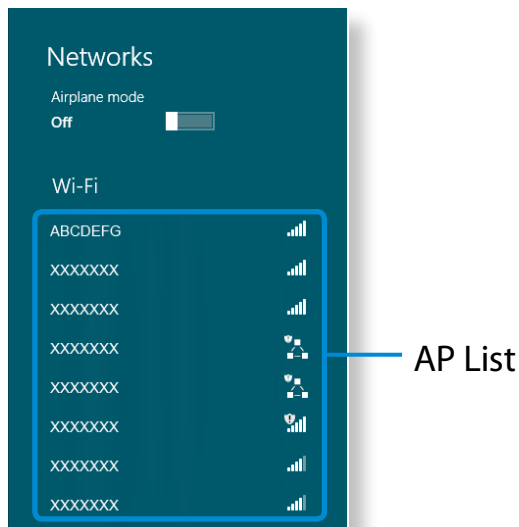 Networks
Airplane mode
Off
Wi-Fi
ABCDEFG
XXXXXXX
XXXXXXX
XXXXXXX
XXXXXXX
XXXXXXX
XXXXXXX
XXXXXXX
AP List